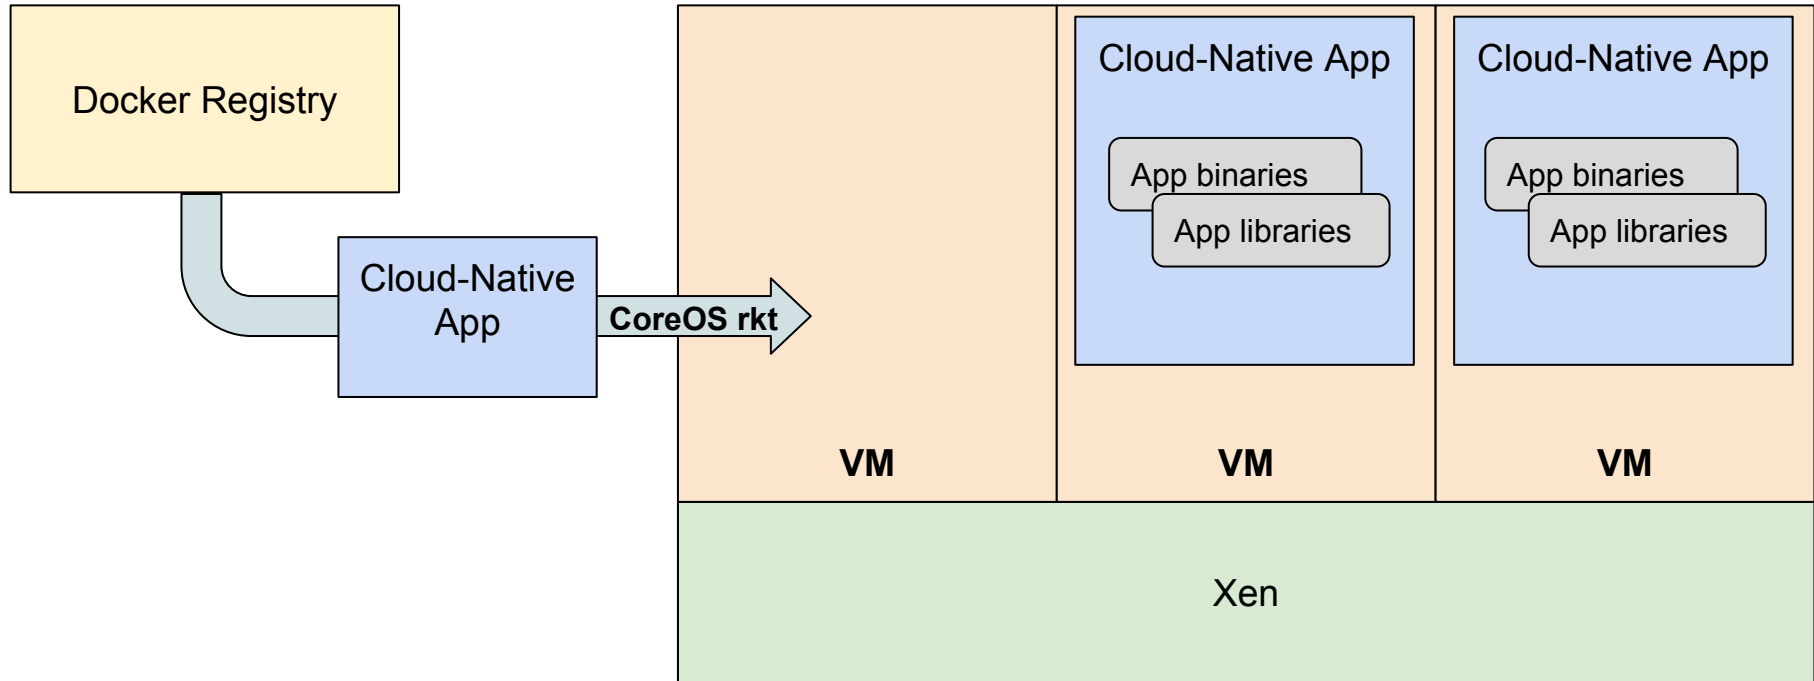 Docker Registry
Cloud-Native
App
CoreOS rkt
VM
Cloud-Native App
App binaries
App libraries
VM
Cloud-Native App
App binaries
App libraries
VM
Xen